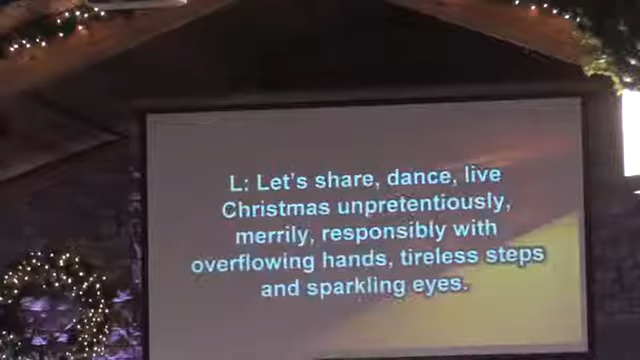 L: Let's share, dance, live
Christmas unpretentiously,
merrily, responsibly with
overflowing hands, tireless steps
and sparkling eyes.